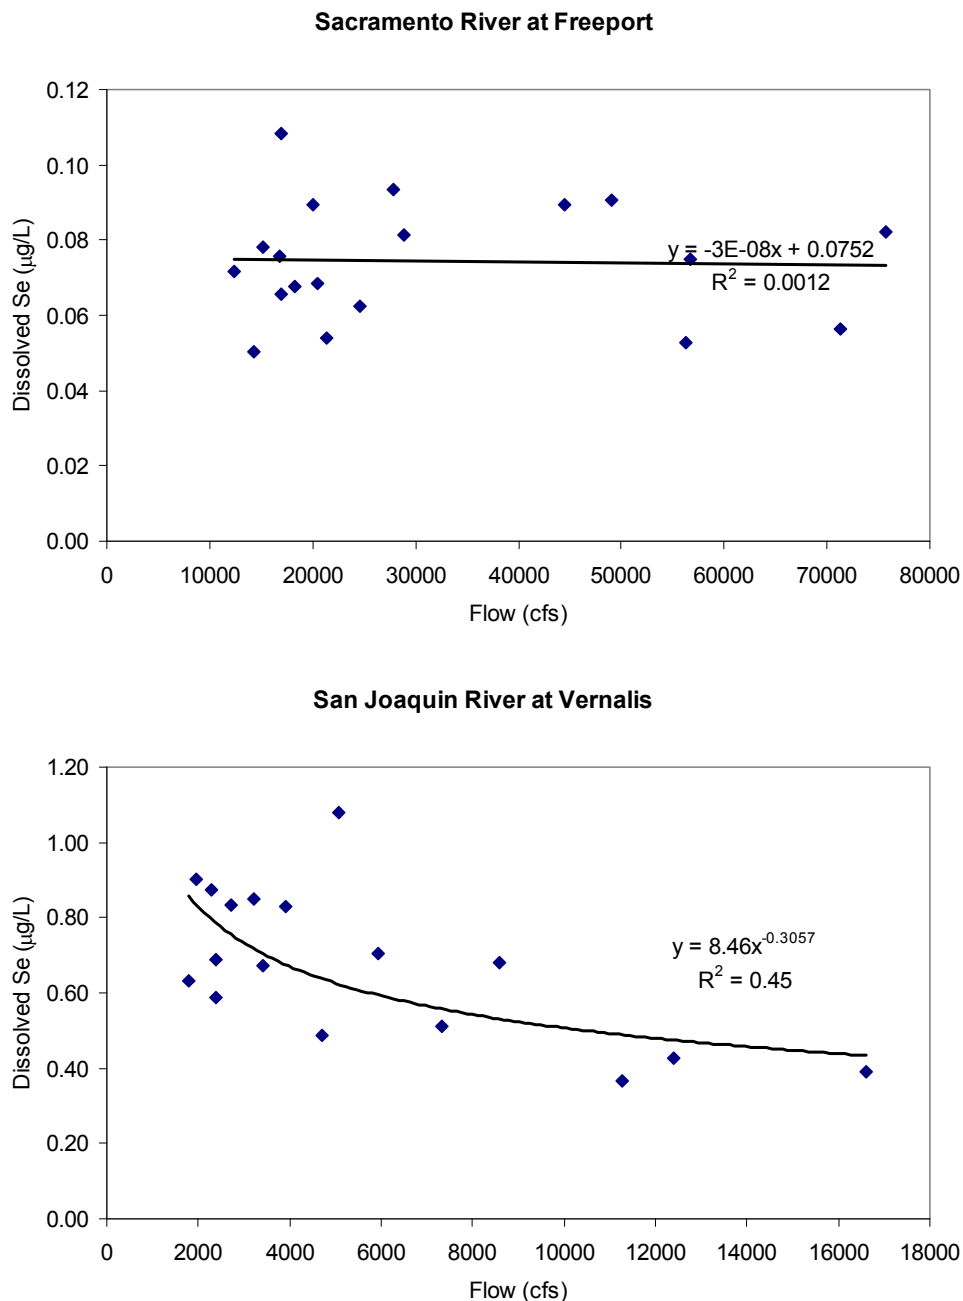 Sacramento River at Freeport
0.12
0.10
0.08
0.06
0.04
0.02
0.00
Dissolved Se (µg/L)
y = -3E-08x + 0.0752
R² = 0.0012
0 10000 20000 30000 40000 50000 60000 70000 80000
Flow (cfs)
San Joaquin River at Vernalis
1.20
1.00
0.80
0.60
0.40
0.20
0.00
Dissolved Se (µg/L)
y = 8.46x^-0.3057
R² = 0.45
0 2000 4000 6000 8000 10000 12000 14000 16000 18000
Flow (cfs)